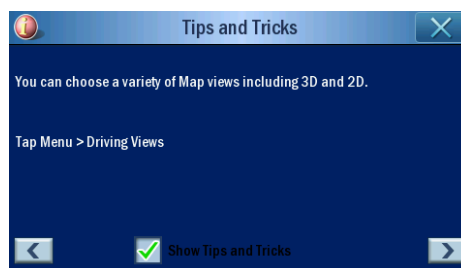 Tips and Tricks
You can choose a variety of Map views including 3D and 2D.
Tap Menu > Driving Views
Show Tips and Tricks